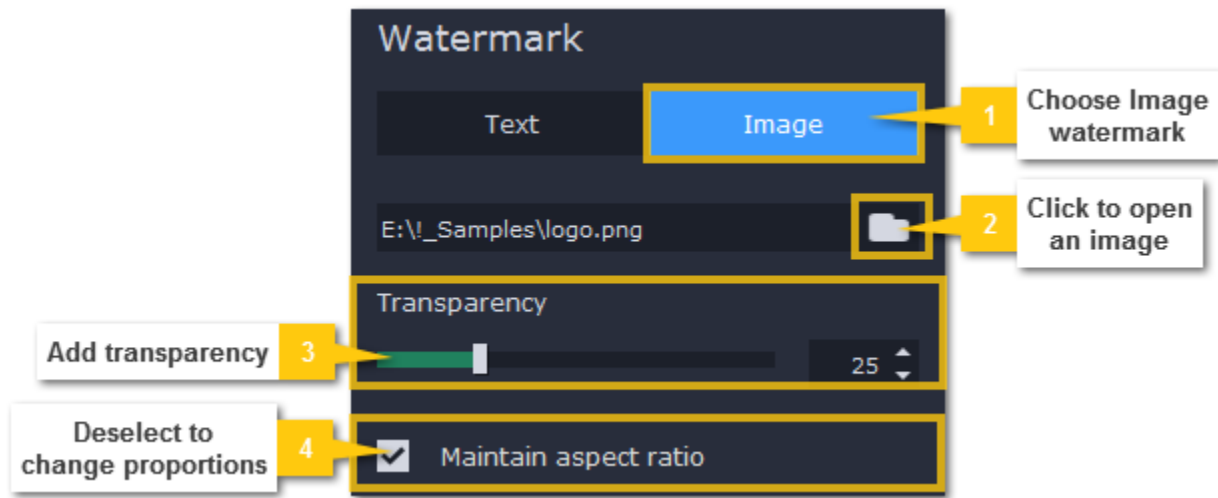 Watermark
Text
Image
1
Choose Image
watermark
E:\!_Samples\logo.png
2
Click to open
an image
Transparency
Add transparency
3
25
Deselect to
change proportions
4
Maintain aspect ratio